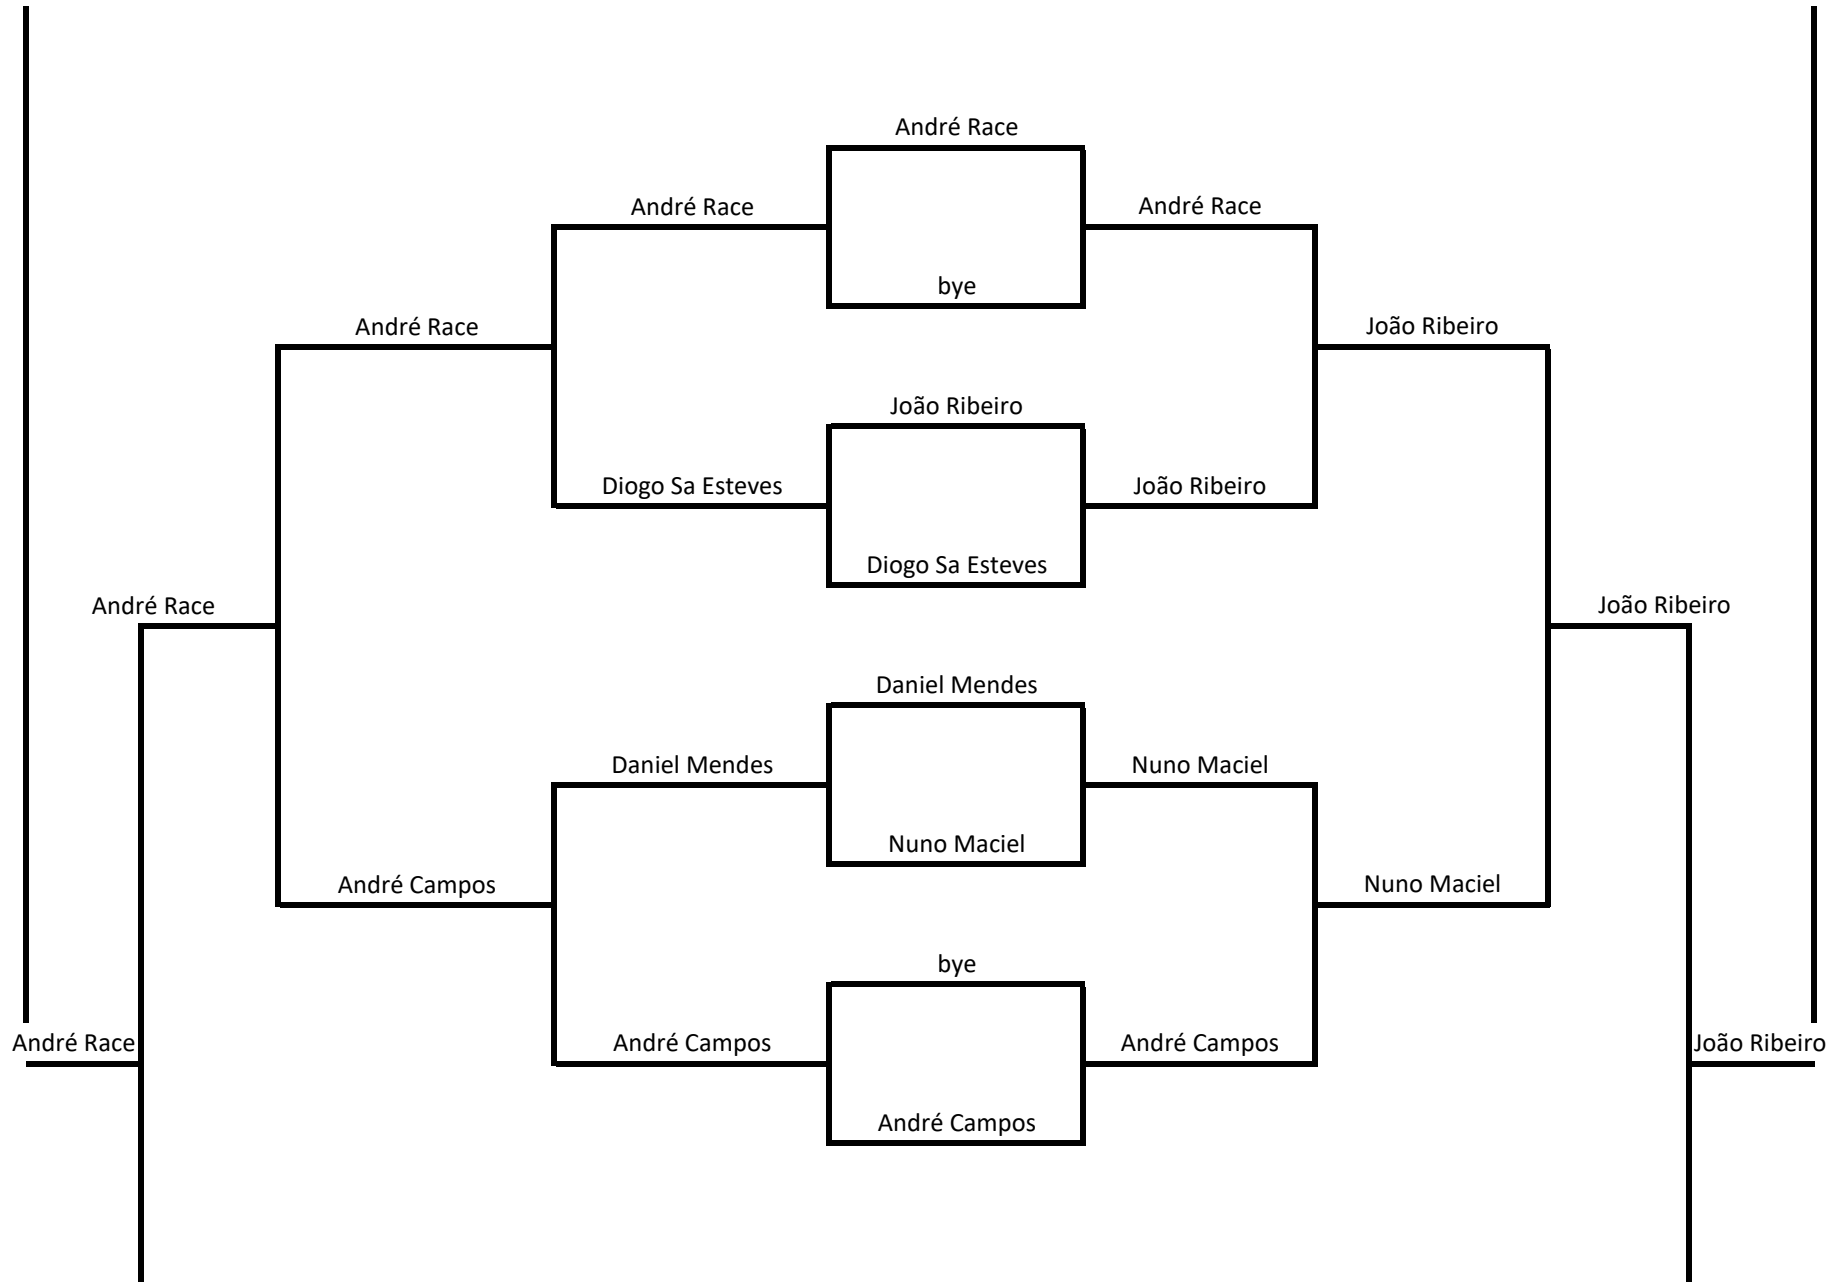 André Race
André Race
André Race
bye
André Race
João Ribeiro
João Ribeiro
Diogo Sa Esteves
João Ribeiro
Diogo Sa Esteves
André Race
João Ribeiro
Daniel Mendes
Daniel Mendes
Nuno Maciel
Nuno Maciel
André Campos
Nuno Maciel
bye
André Race
André Campos
André Campos
João Ribeiro
André Campos